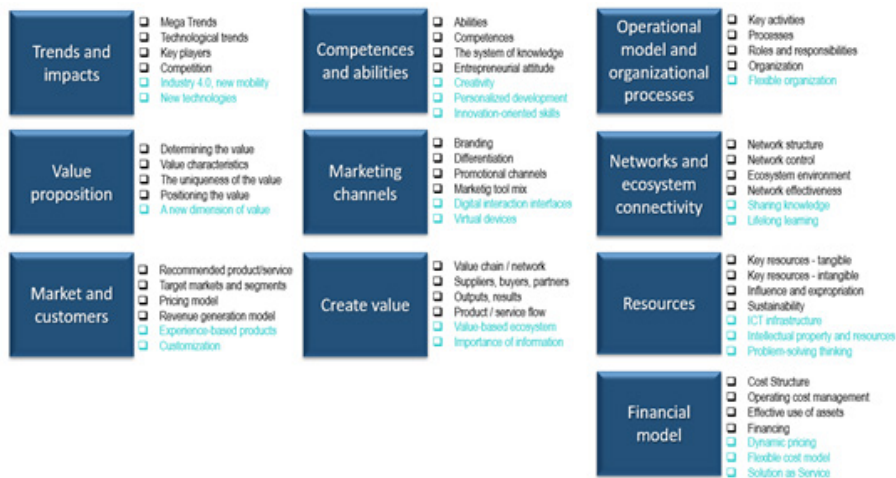 Trends and
impacts
Mega Trends
Technological trends
Key players
Competition
Industry 4.0, new mobility
New technologies
Competences
and abilities
Abilities
Competences
The system of knowledge
Entrepreneurial attitude
Creativity
Personalized development
Innovation-oronted skills
Operational
model and
organizational
processes
Key activities
Processes
Roles and responsibilities
Organization
Flexible organization
Value
proposition
Determining the value
Value characteristics
The uniqueness of the value
Positioning the value
A new dimension of value
Marketing
channels
Branding
Differentiation
Promotional channels
Marketig tool mix
Digital interaction interfaces
Virtual devices
Networks and
ecosystem
connectivity
Network structure
Network control
Ecosystem environment
Network effectiveness
Sharing knowledge
Lifelong learning
Market and
customers
Recommended product/service
Target markets and segments
Pricing model
Revenue generation model
Experience-based products
Customization
Create value
Value chain / network
Suppliers, buyers, partners
Outputs, results
Product / service flow
Value-based ecosystem
Importance of information
Resources
Key resources - tangible
Key resources - intangible
Influence and expropriation
Sustainability
ICT infrastructure
Intellectual property and resources
Problem-solving thinking
Financial
model
Cost Structure
Operating cost management
Effective use of assets
Financing
Dynamic pricing
Flexible cost model
Solution as Service